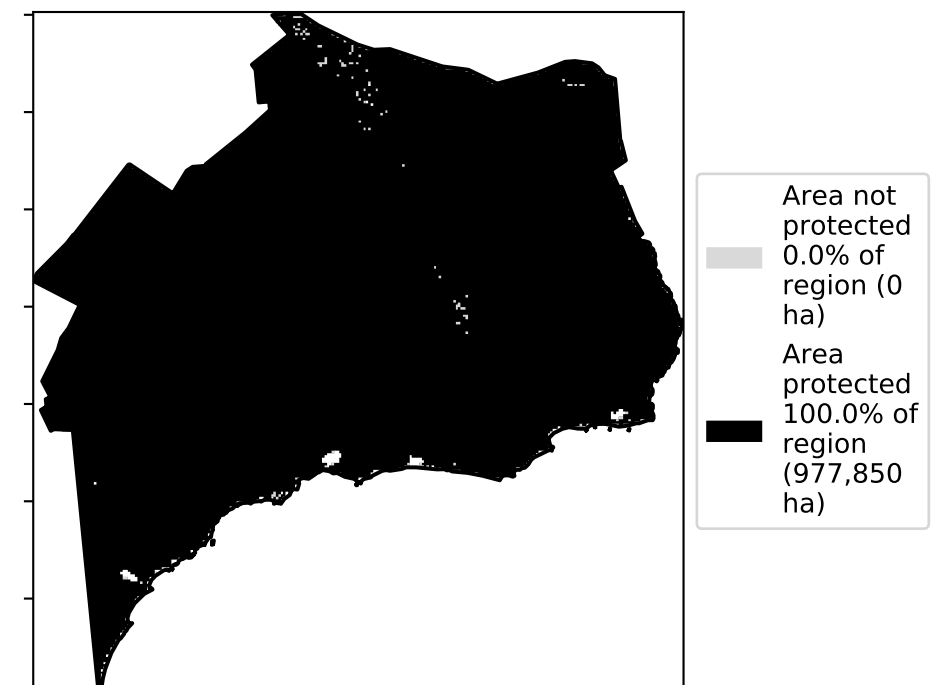 Area not
protected
0.0% of
region (0
ha)
Area
protected
100.0% of
region
(977,850
ha)